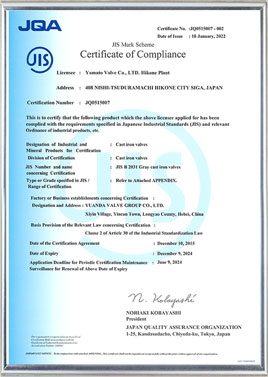 JQA
Certificate No. JQ0515007 - 002
Date of Issue : 18 January, 2022
JIS Mark Scheme
JIS
Certificate of Compliance
Licensee : Yamato Valve Co., LTD. Hikone Plant
Address : 408 NISHI-TSUDURAMACHI HIKONE CITY SIGA, JAPAN
Certification Number : JQ0515007
This is to certify that the following product which the above licensee applied for has been
complied with the requirements specified in Japanese Industrial Standards (JIS) and relevant
Ordinance of industrial products, etc.
Designation of Industrial and : Cast iron valves
Mineral Products for Certification
Division of Certification : Cast iron valves
JIS Number and name : JIS B 2031 Gray cast iron valves
concerning Certification
Type or Grade specified in JIS / : Refer to Attached APPENDIX.
Range of Certification
Factory or Business establishments concerning Certification :
Designation and Address : YUANDA VALVE GROUP CO., LTD.
Xiyin Village, Yincun Town, Longyao County, Hebei, China
Basis Provision of the Relevant Law concerning Certification :
Clause 2 of Article 30 of the Industrial Standardization Law
Date of the Certification Agreement : December 10, 2015
Date of Expiry : December 9, 2024
Application Deadline for Periodic Certification Maintenance : June 9, 2024
Surveillance for Renewal of Above Date of Expiry
N. Kobayashi
NORIAKI KOBAYASHI
President
JAPAN QUALITY ASSURANCE ORGANIZATION
1-25, Kandasudacho, Chiyoda-ku, Tokyo, Japan